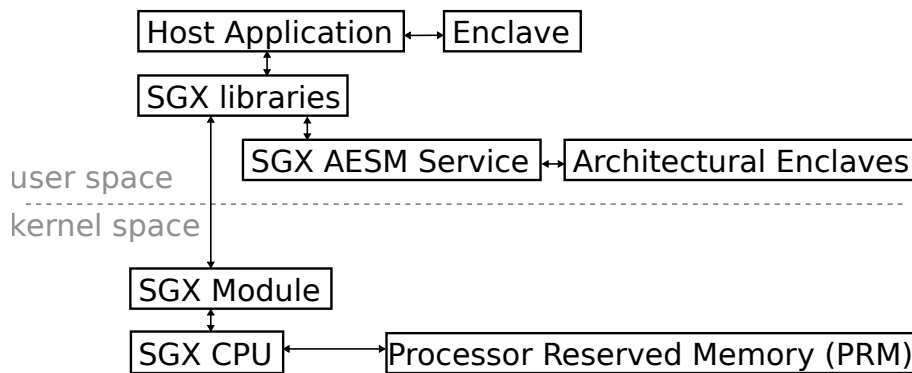 Host Application
Enclave
SGX libraries
SGX AESM Service
Architectural Enclaves
user space
kernel space
SGX Module
SGX CPU
Processor Reserved Memory (PRM)